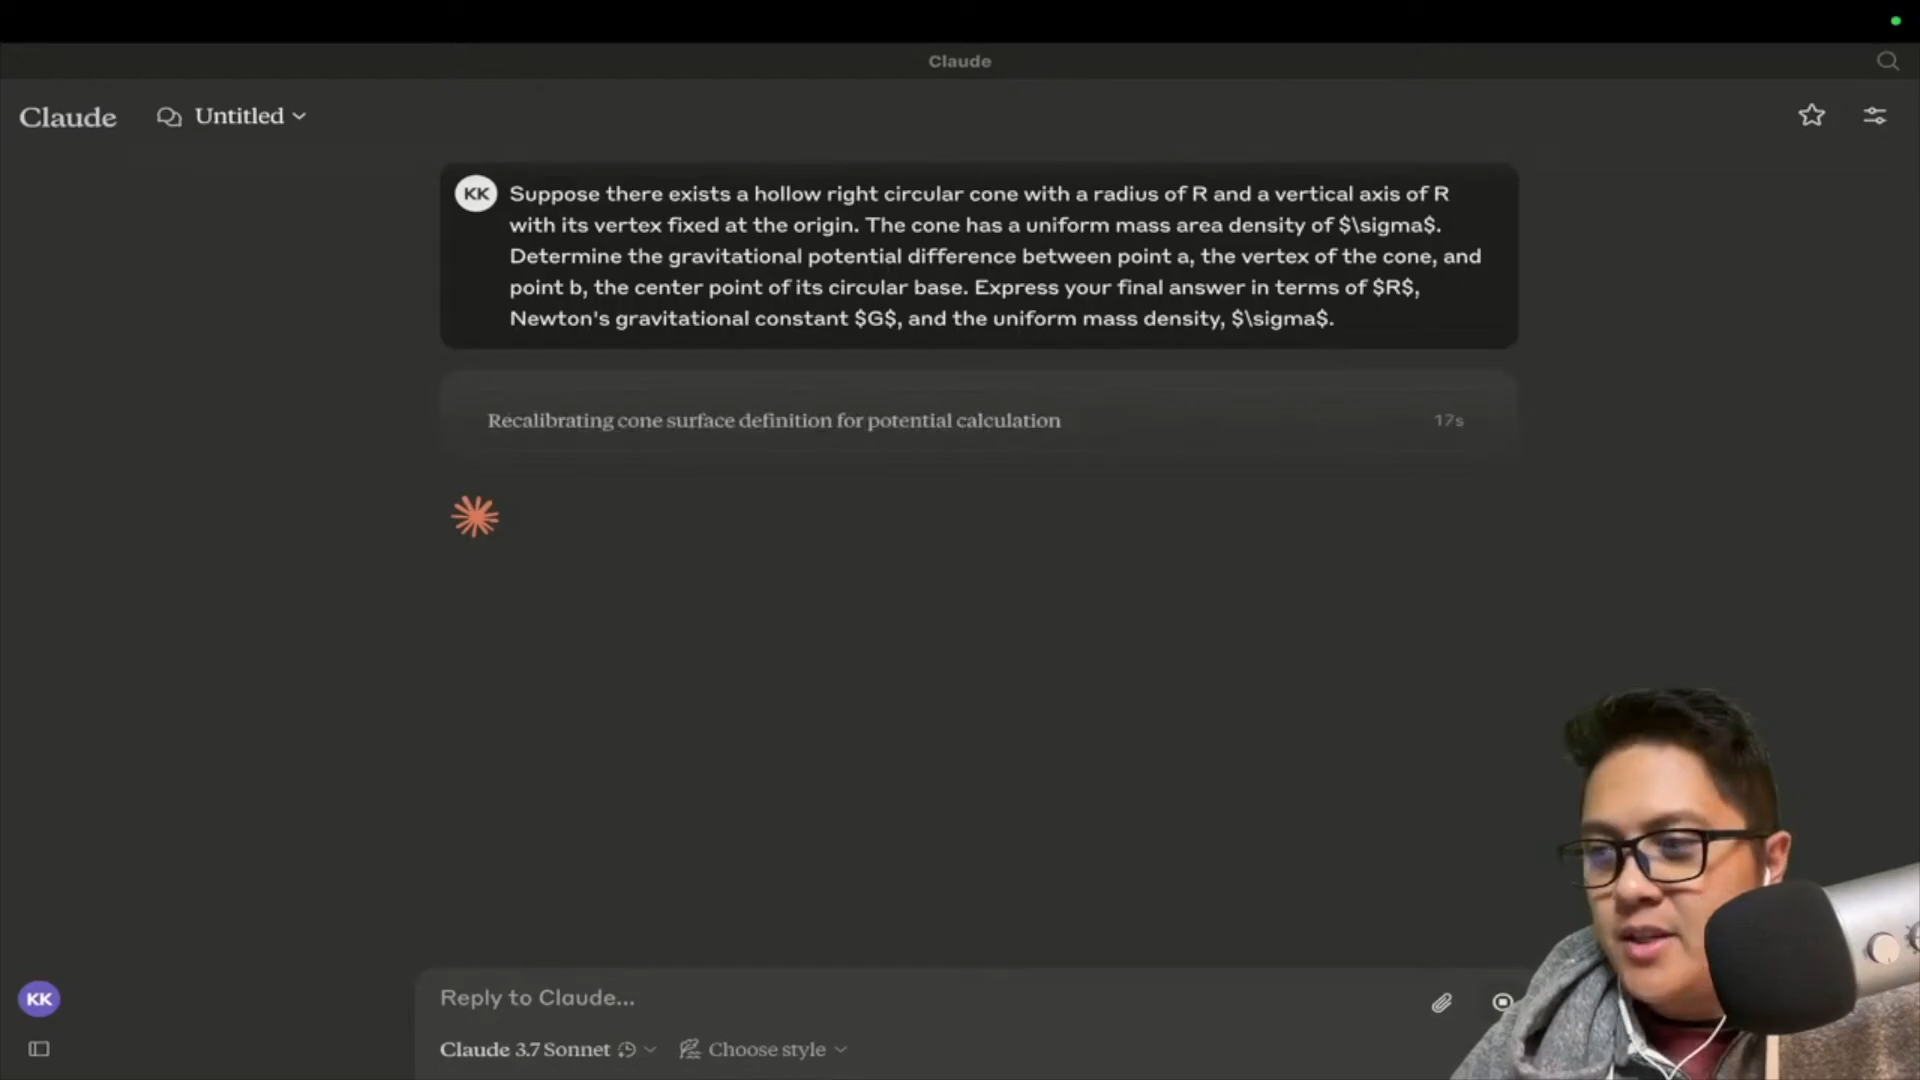 Claude
Claude
Untitled
KK
Suppose there exists a hollow right circular cone with a radius of R and a vertical axis of R
with its vertex fixed at the origin. The cone has a uniform mass area density of $\sigma$.
Determine the gravitational potential difference between point a, the vertex of the cone, and
point b, the center point of its circular base. Express your final answer in terms of $R$,
Newton's gravitational constant $G$, and the uniform mass density, $\sigma$.
Recalibrating cone surface definition for potential calculation 17s
KK
Reply to Claude...
Claude 3.7 Sonnet Choose style